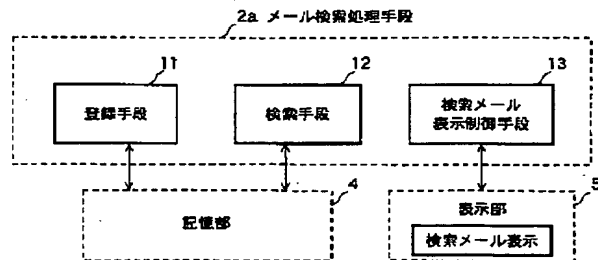 2a メール検索処理手段
11
12
13
登録手段
検索手段
検索メール
表示制御手段
4
5
記憶部
表示部
検索メール表示